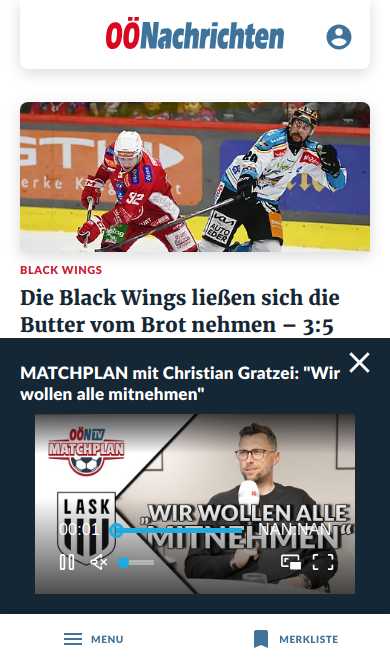 OÖNachrichten
BLACK WINGS
Die Black Wings ließen sich die
Butter vom Brot nehmen – 3:5
MATCHPLAN mit Christian Gratzei: "Wir
wollen alle mitnehmen"
OÖN TV
MATCHPLAN
LASK
„WIR WOLLEN ALLE
MITNEHMEN“
00:01
NAN:NAN
MENU
MERKLISTE